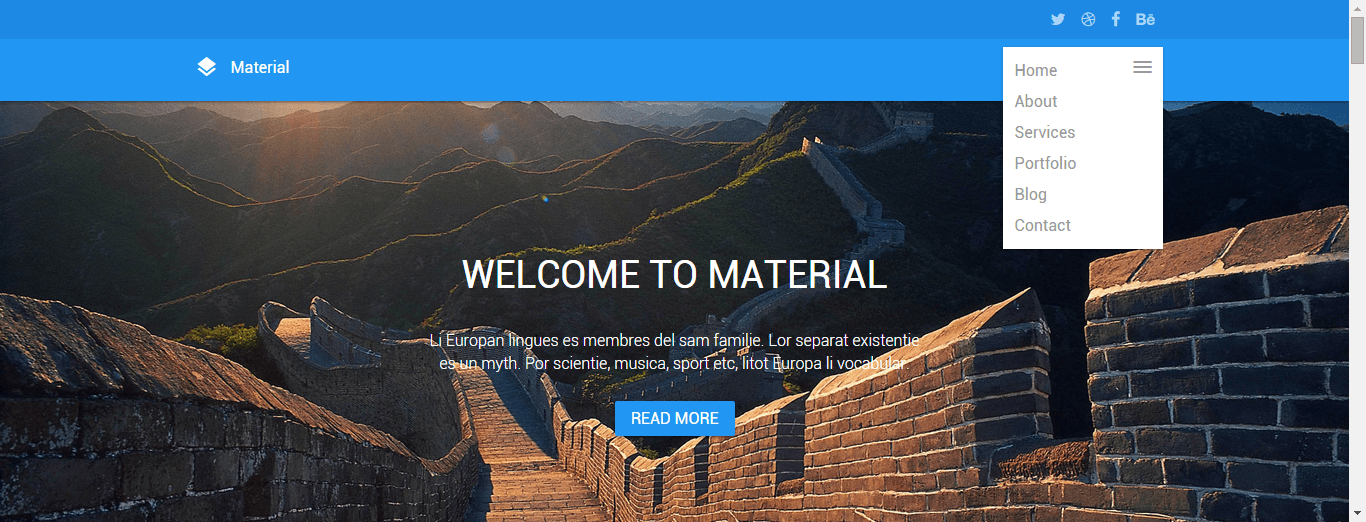 Bē
Material
Home
About
Services
Portfolio
Blog
Contact
WELCOME TO MATERIAL
Li Europan lingues es membres del sam familie. Lor separat existentie
es un myth. Por scientie, musica, sport etc, litot Europa li vocabular.
READ MORE